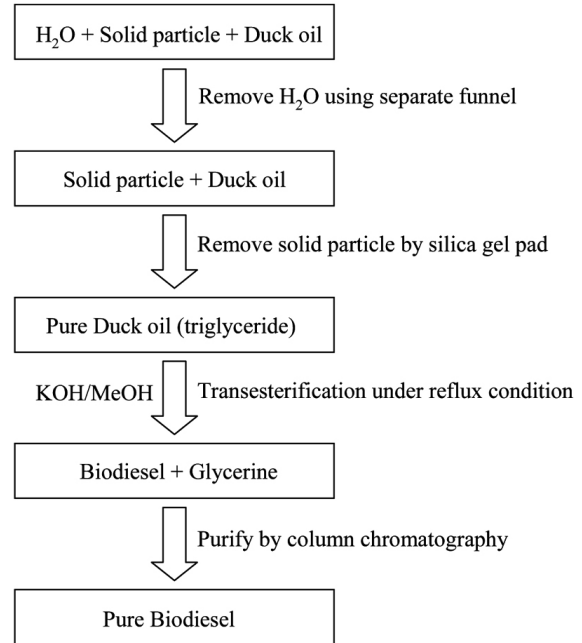 H₂O + Solid particle + Duck oil
Remove H₂O using separate funnel
Solid particle + Duck oil
Remove solid particle by silica gel pad
Pure Duck oil (triglyceride)
KOH/MeOH Transesterification under reflux condition
Biodiesel + Glycerine
Purify by column chromatography
Pure Biodiesel